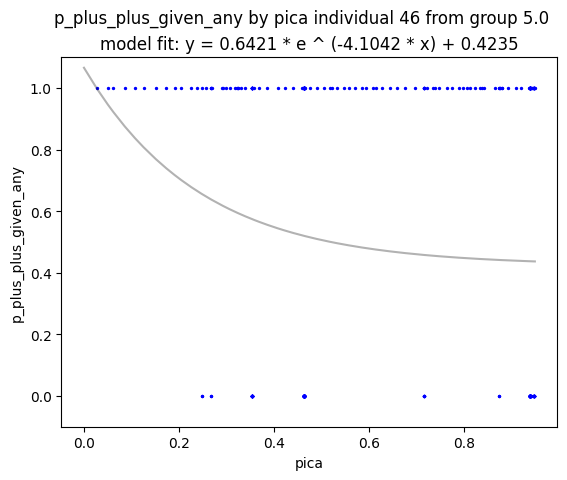 p_plus_plus_given_any by pica individual 46 from group 5.0
model fit: y = 0.6421 * e ^ (-4.1042 * x) + 0.4235
1.0
0.8
0.6
0.4
0.2
0.0
p_plus_plus_given_any
0.0 0.2 0.4 0.6 0.8
pica